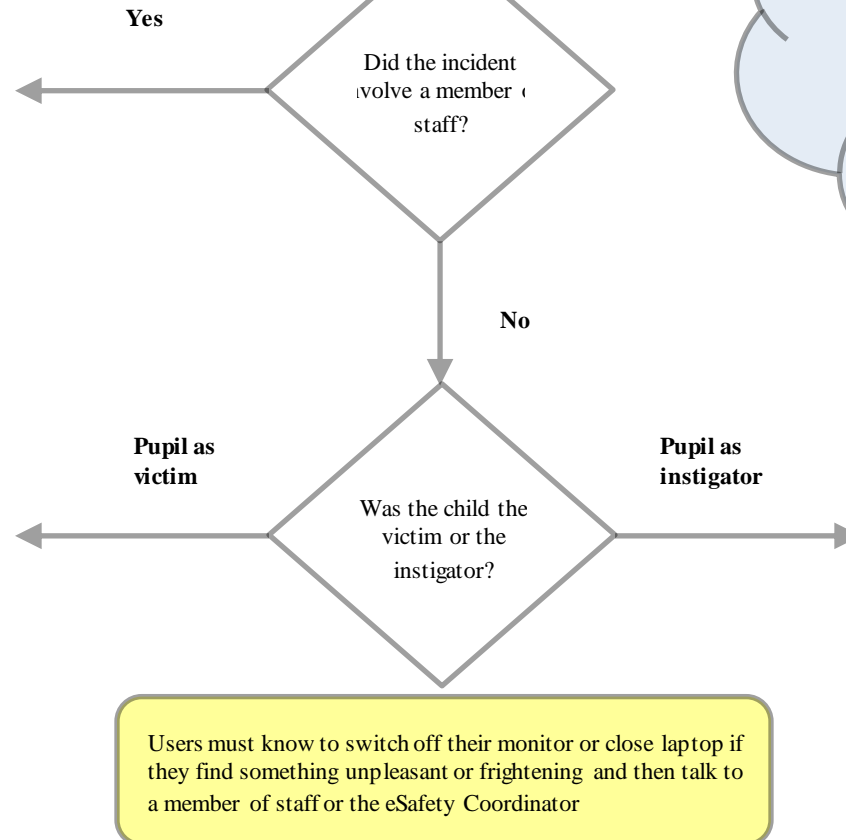 Yes
Did the incident
a member
staff?
No
Pupil as
victim
Pupil as
instigator
Was the child the
victim or the
instigator?
Users must know to switch off their monitor or close laptop if
they find something unpleasant or frightening and then talk to
a member of staff or the eSafety Coordinator